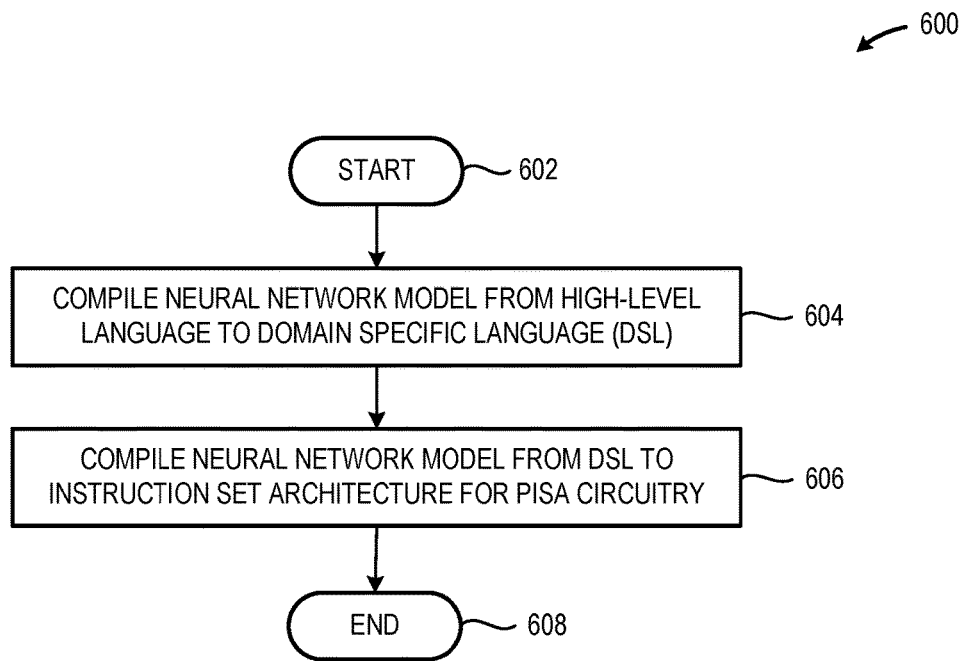 600
START
602
COMPILE NEURAL NETWORK MODEL FROM HIGH-LEVEL
LANGUAGE TO DOMAIN SPECIFIC LANGUAGE (DSL)
604
COMPILE NEURAL NETWORK MODEL FROM DSL TO
INSTRUCTION SET ARCHITECTURE FOR PISA CIRCUITRY
606
END
608